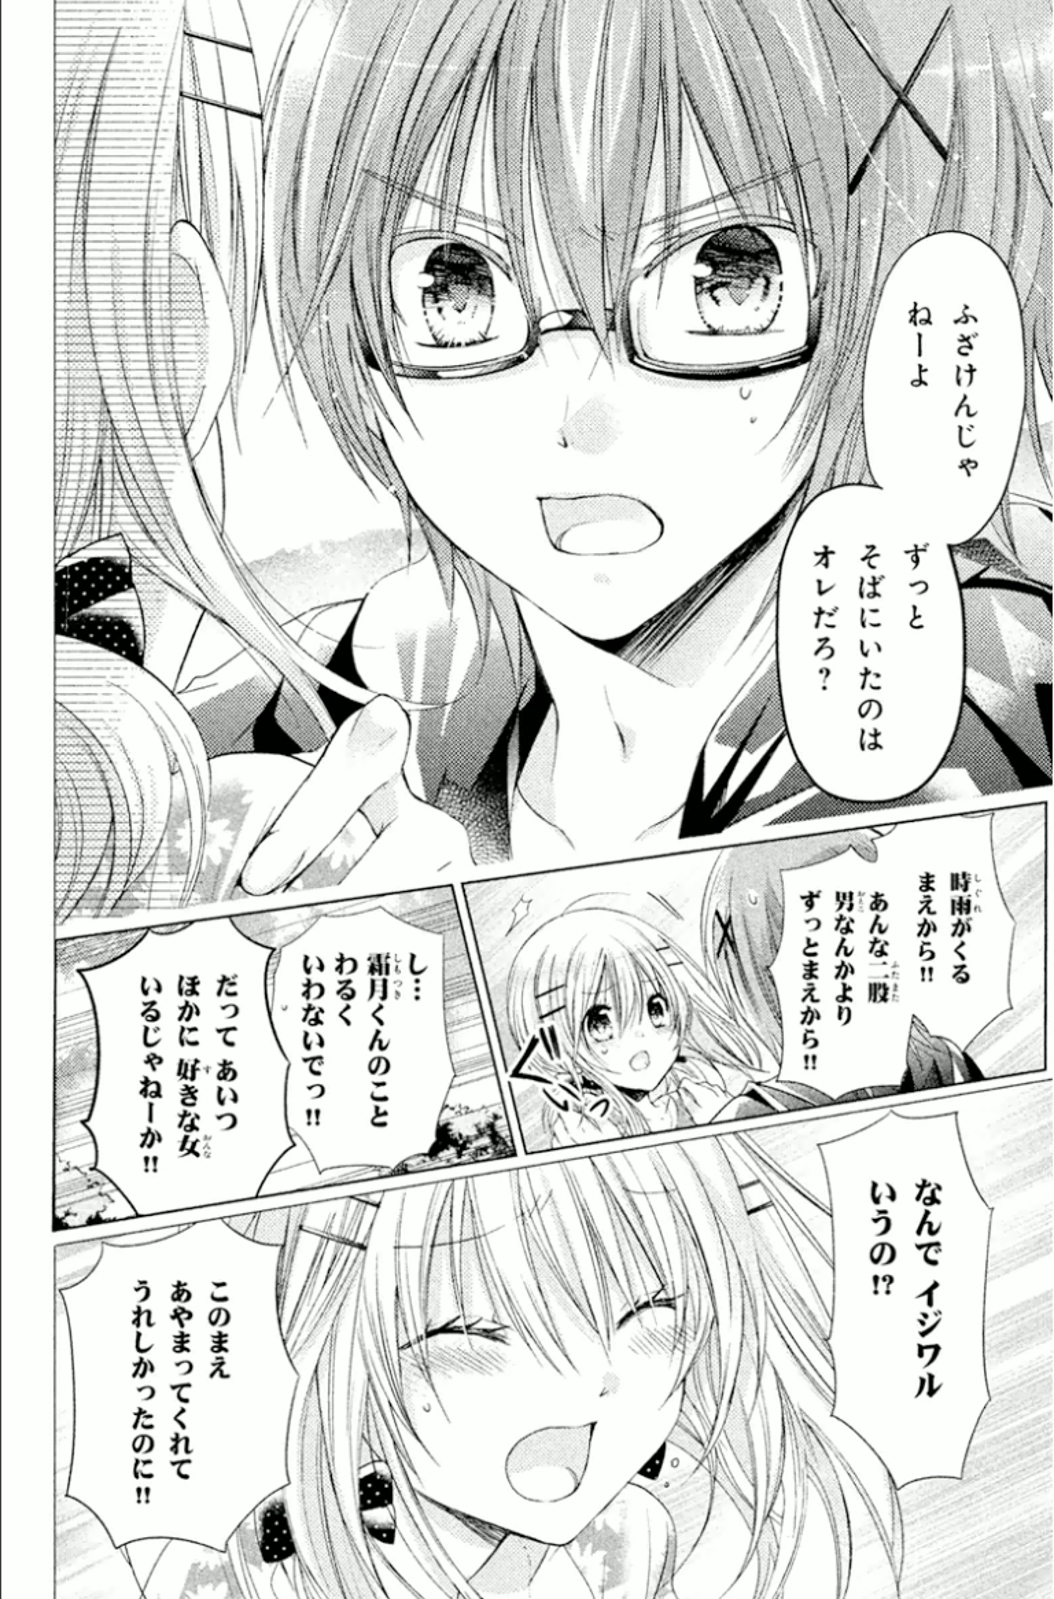 ふざけんじゃ
ねーよ
ずっと
そばにいたのは
オレだろ？
時雨がくる
まえから!!
あんな二股
男なんかより
ずっとまえから!!
ぐいっ
し…
霜月くんのこと
わるく
いわないでっ!!
だって あいつ
ほかに 好きな女
いるじゃねーか!!
なんで イジワル
いうの!?
このまえ
あやまってくれて
うれしかったのに!!